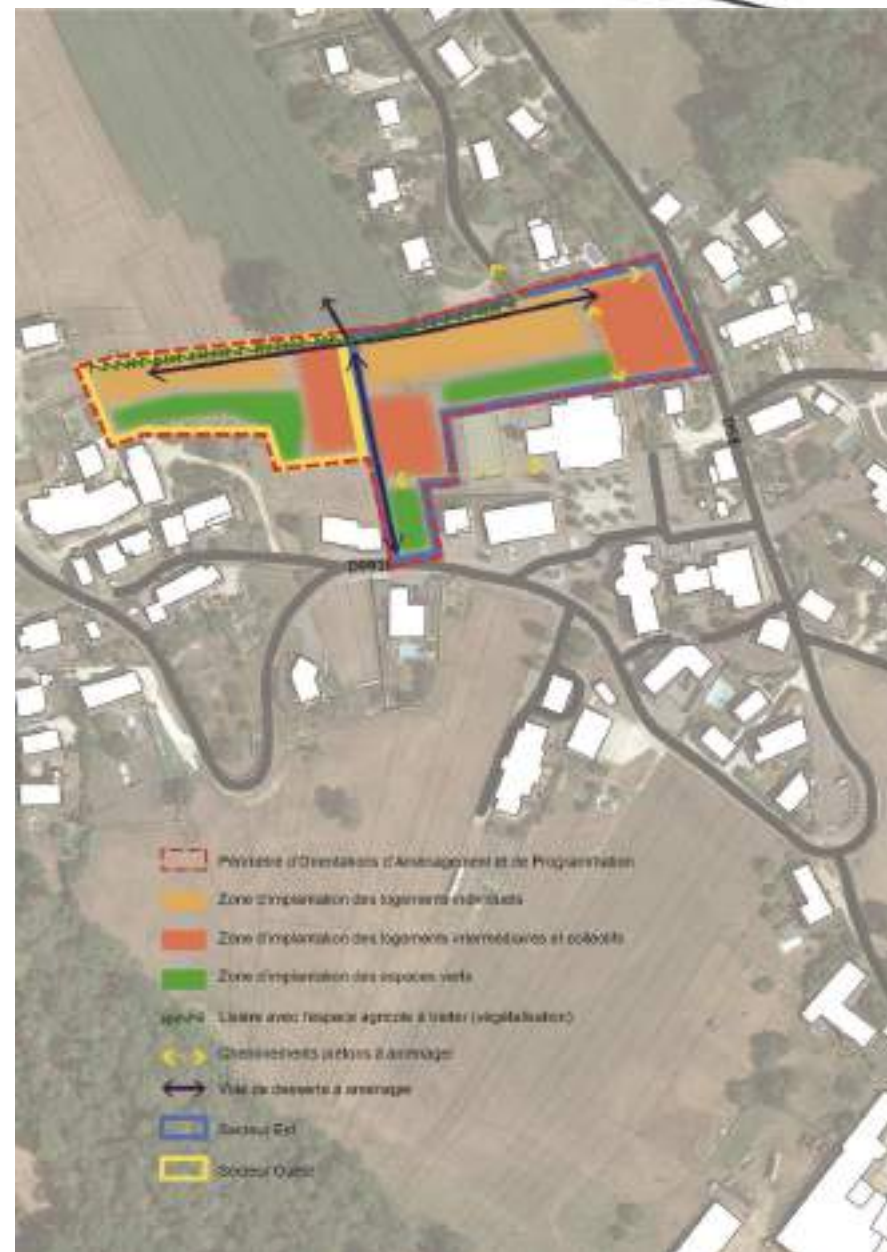 Périmètre d'Orientations d'Aménagement et de Programmation
Zone d'implantation des logements individuels
Zone d'implantation des logements intermédiaires et collectifs
Zone d'implantation des espaces verts
Lisière avec l'espace agricole à traiter (végétalisation)
Cheminements piétons à aménager
Voie de desserte à aménager
Secteur Est
Secteur Ouest